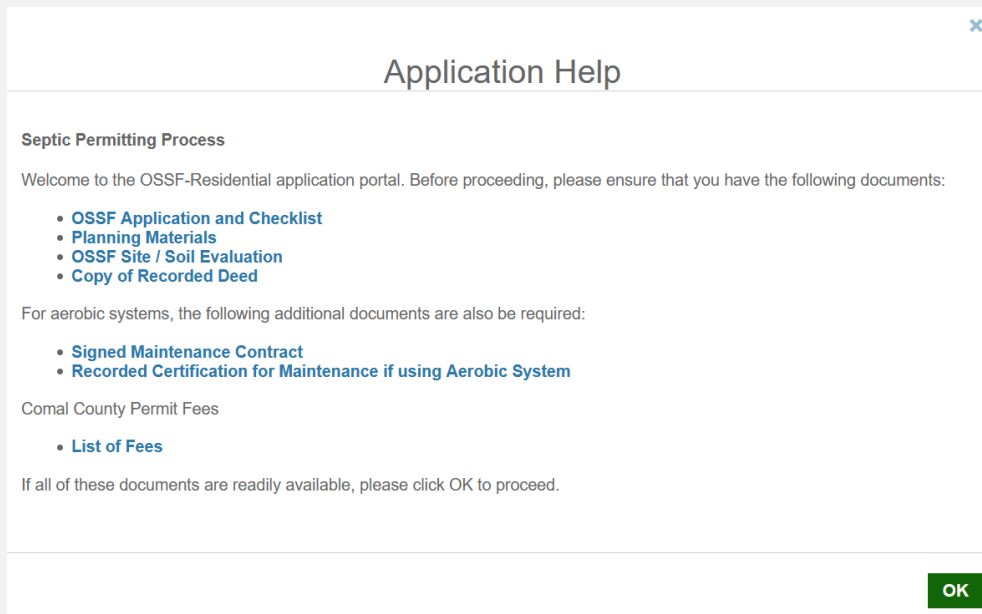 ×
Application Help
Septic Permitting Process
Welcome to the OSSF-Residential application portal. Before proceeding, please ensure that you have the following documents:
• OSSF Application and Checklist
• Planning Materials
• OSSF Site / Soil Evaluation
• Copy of Recorded Deed
For aerobic systems, the following additional documents are also be required:
• Signed Maintenance Contract
• Recorded Certification for Maintenance if using Aerobic System
Comal County Permit Fees
• List of Fees
If all of these documents are readily available, please click OK to proceed.
OK